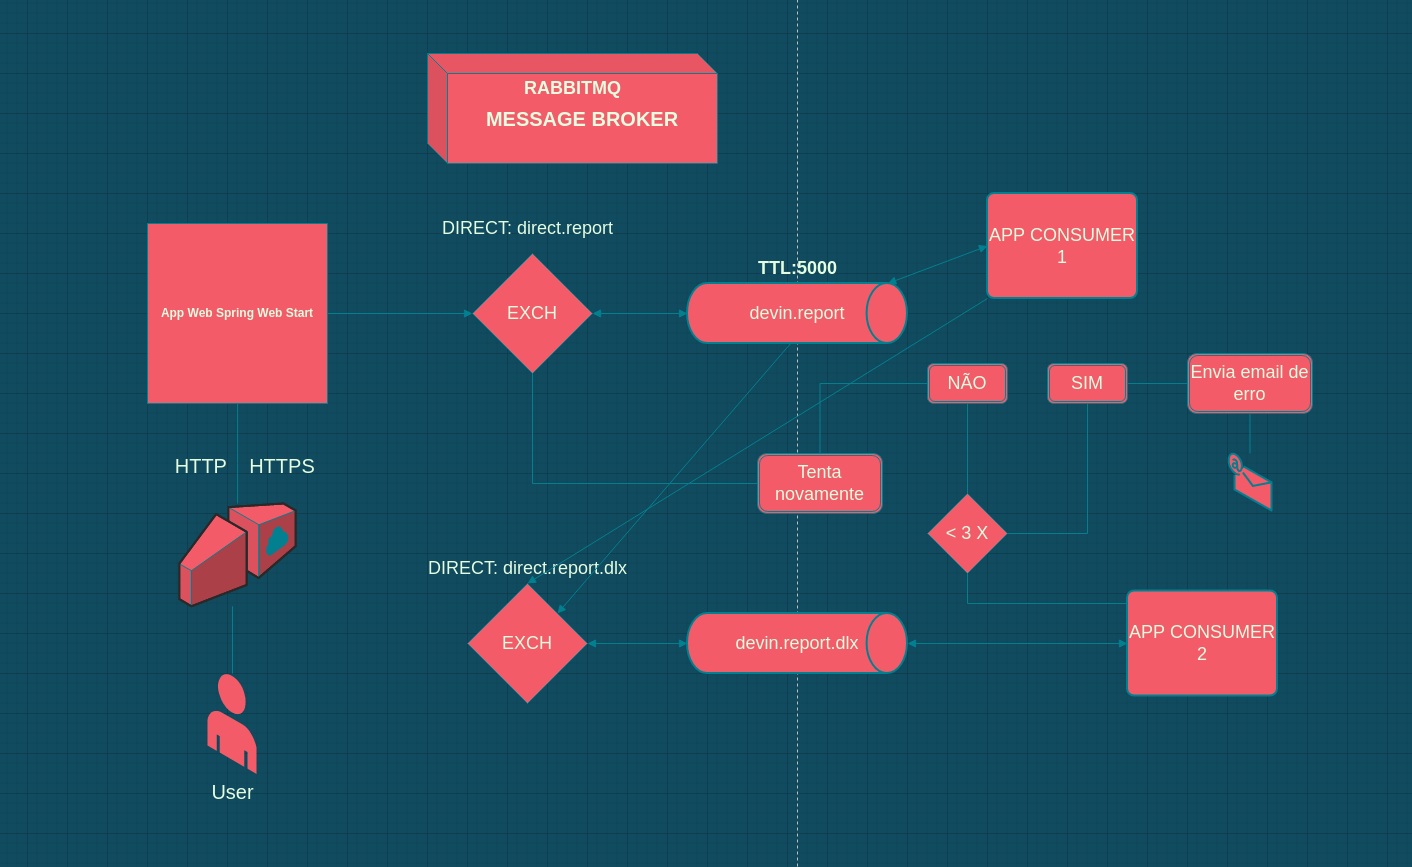 RABBITMQ
MESSAGE BROKER
DIRECT: direct.report
APP CONSUMER
1
TTL:5000
App Web Spring Web Start
EXCH
devin.report
NÃO
SIM
Envia email de
erro
HTTP HTTPS
Tenta
novamente
a
< 3 X
DIRECT: direct.report.dlx
EXCH
devin.report.dlx
APP CONSUMER
2
User